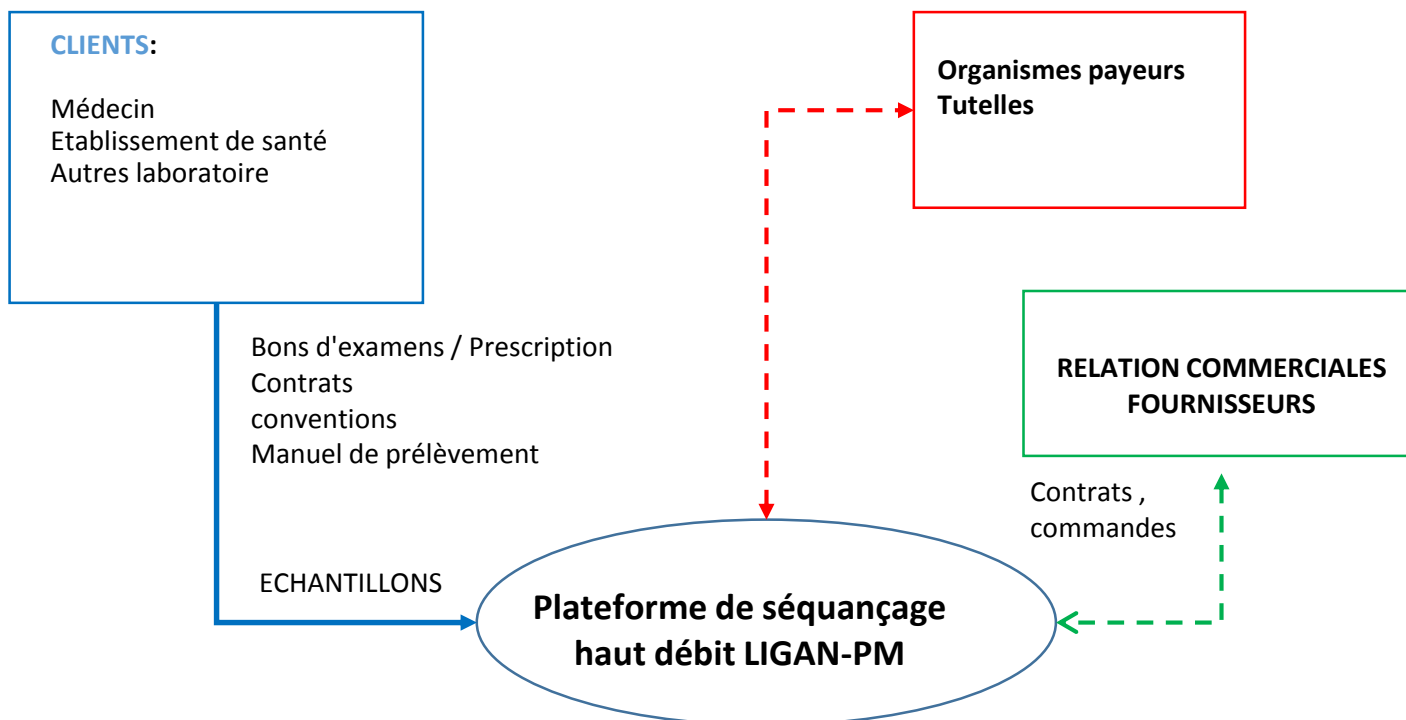 CLIENTS:
Médecin
Etablissement de santé
Autres laboratoire
Organismes payeurs
Tutelles
Bons d'examens / Prescription
Contrats
conventions
Manuel de prélèvement
RELATION COMMERCIALES
FOURNISSEURS
Contrats ,
commandes
ECHANTILLONS
Plateforme de séquançage
haut débit LIGAN-PM